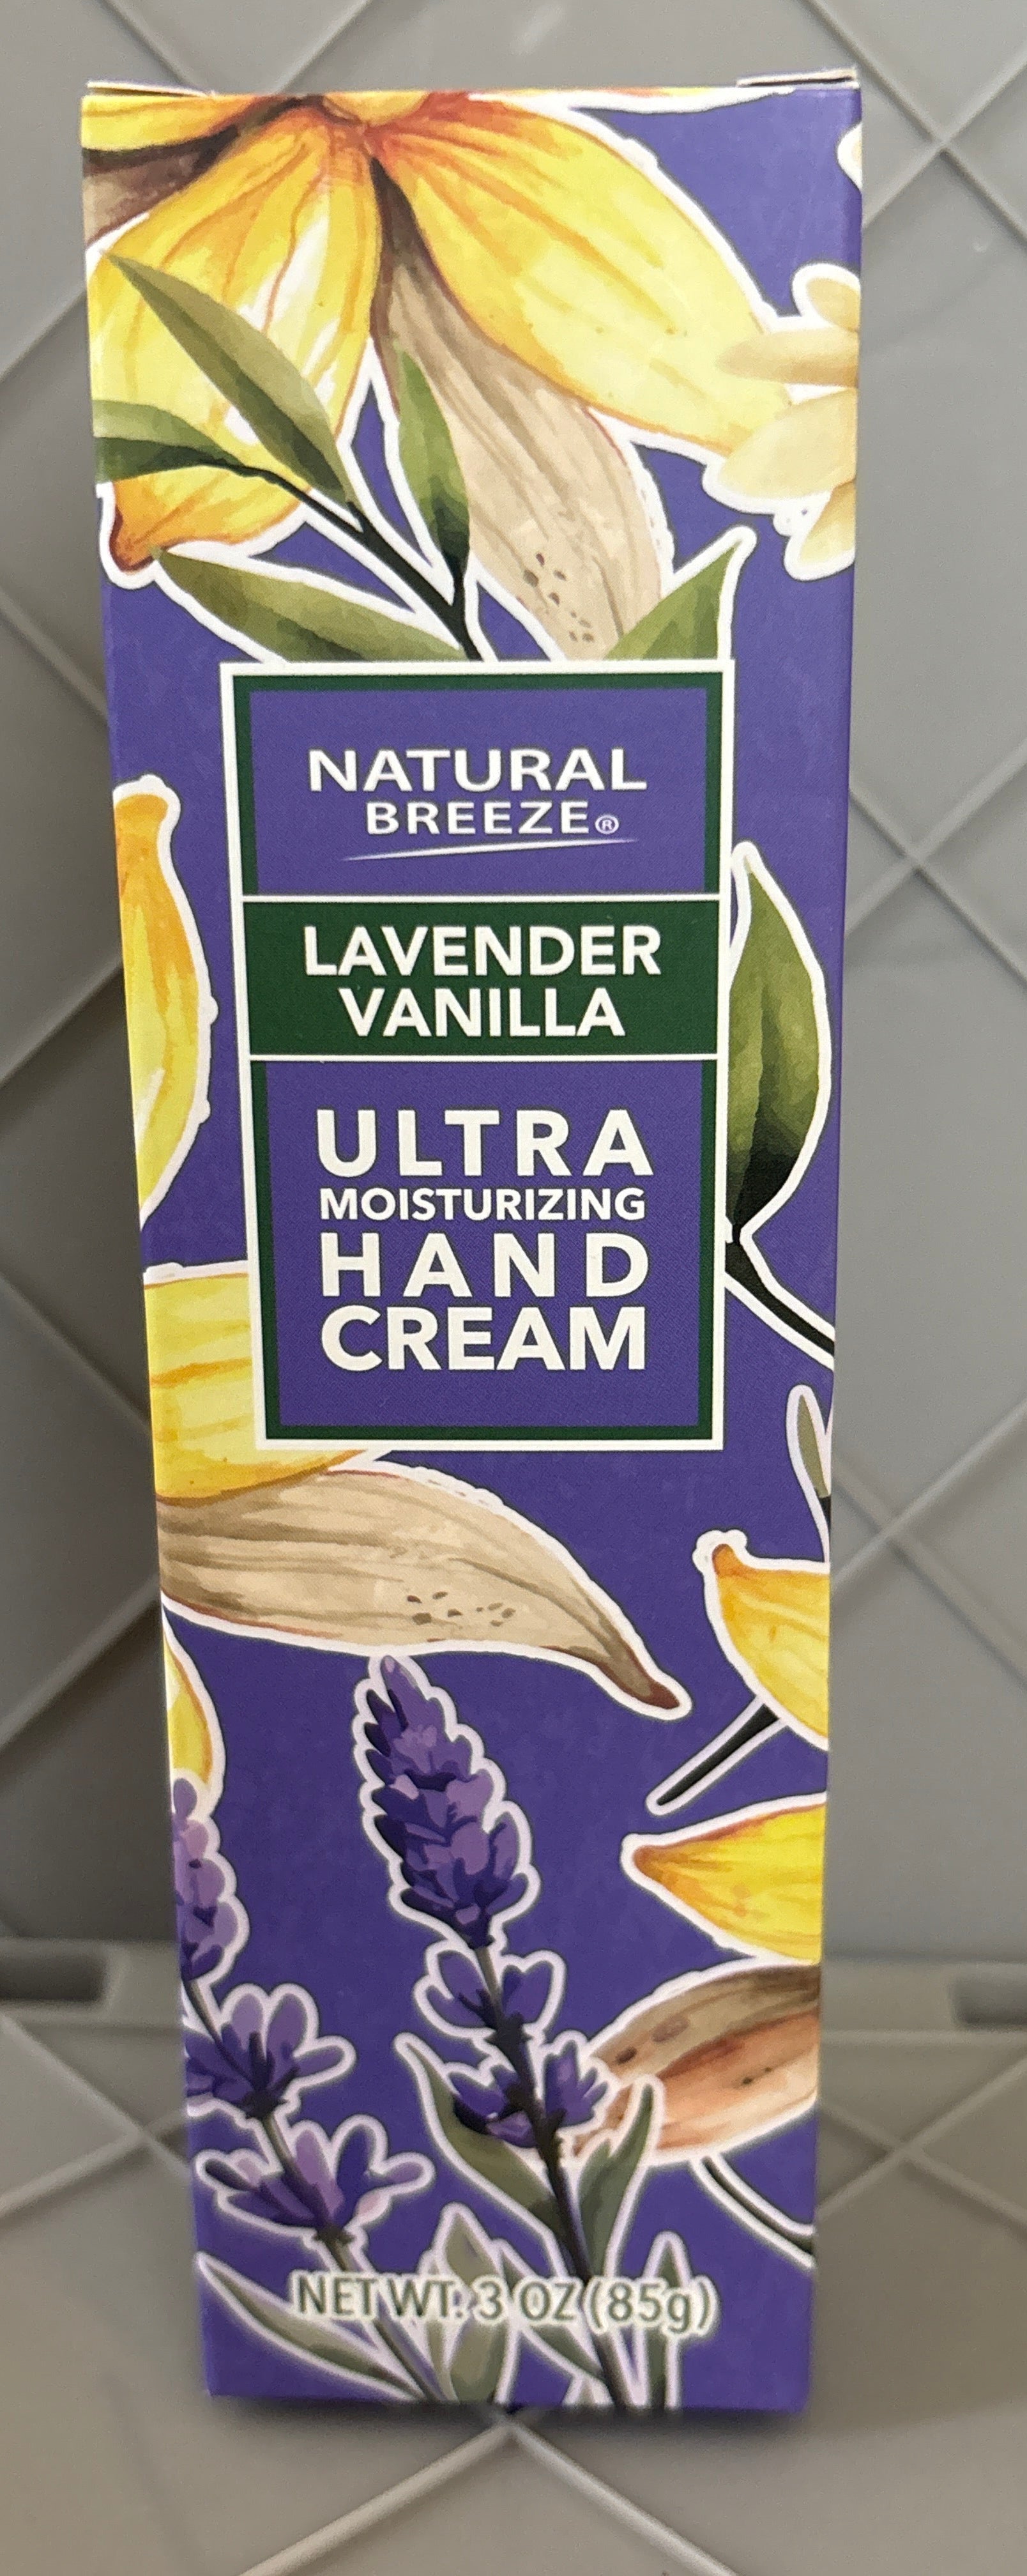 NATURAL
BREEZE®
LAVENDER
VANILLA
ULTRA
MOISTURIZING
HAND
CREAM
NET WT. 3 OZ (85g)